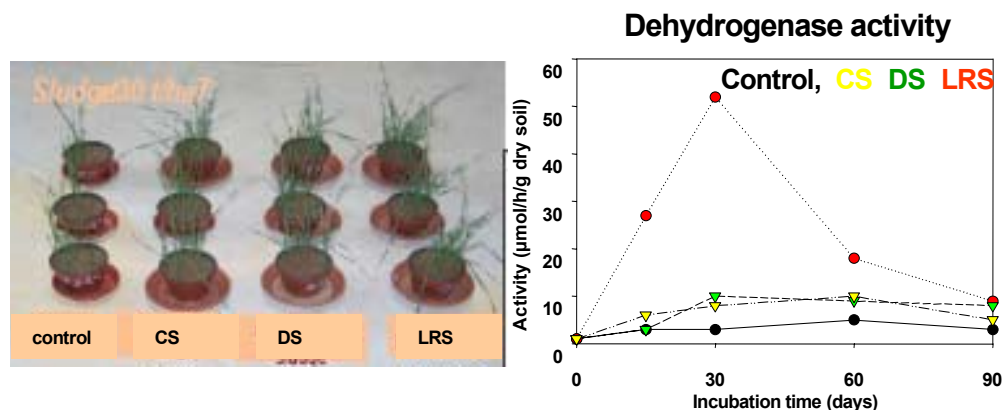 Dehydrogenase activity
control
CS
DS
LRS
Control, CS DS LRS
Activity (µmol/h/g dry soil)
60
50
40
30
20
10
0
0 30 60 90
Incubation time (days)